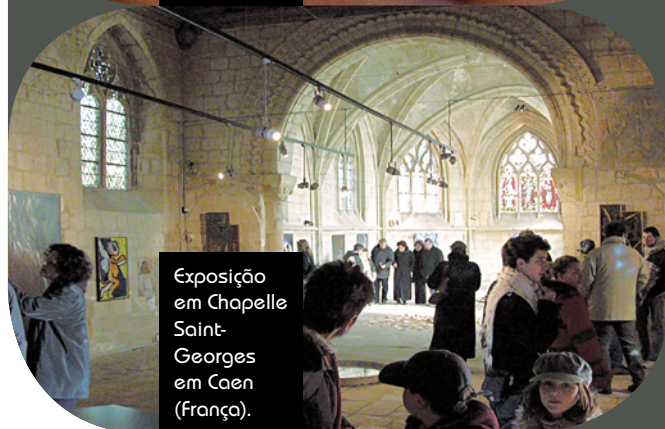 Exposição
em Chapelle
Saint-
Georges
em Caen
(França).